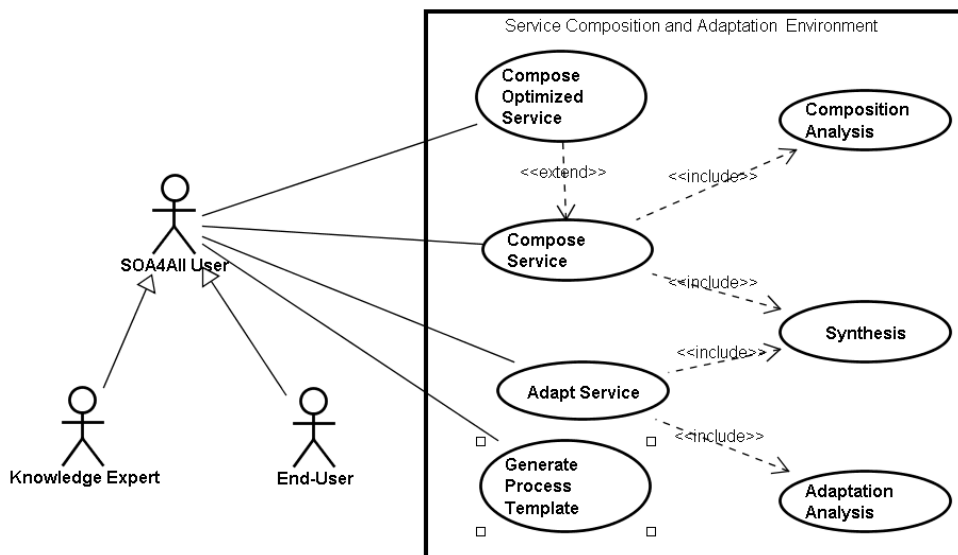 Service Composition and Adaptation Environment
Compose
Optimized
Service
Composition
Analysis
<<extend>>
<<include>>
SOA4All User
Compose
Service
<<include>>
Synthesis
<<include>>
Adapt Service
<<include>>
Knowledge Expert
End-User
Generate
Process
Template
Adaptation
Analysis